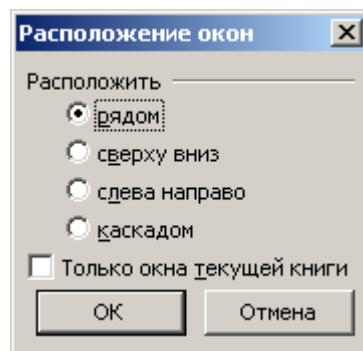 Расположение окон
Расположить
рядом
сверху вниз
слева направо
каскадом
Только окна текущей книги
ОК
Отмена